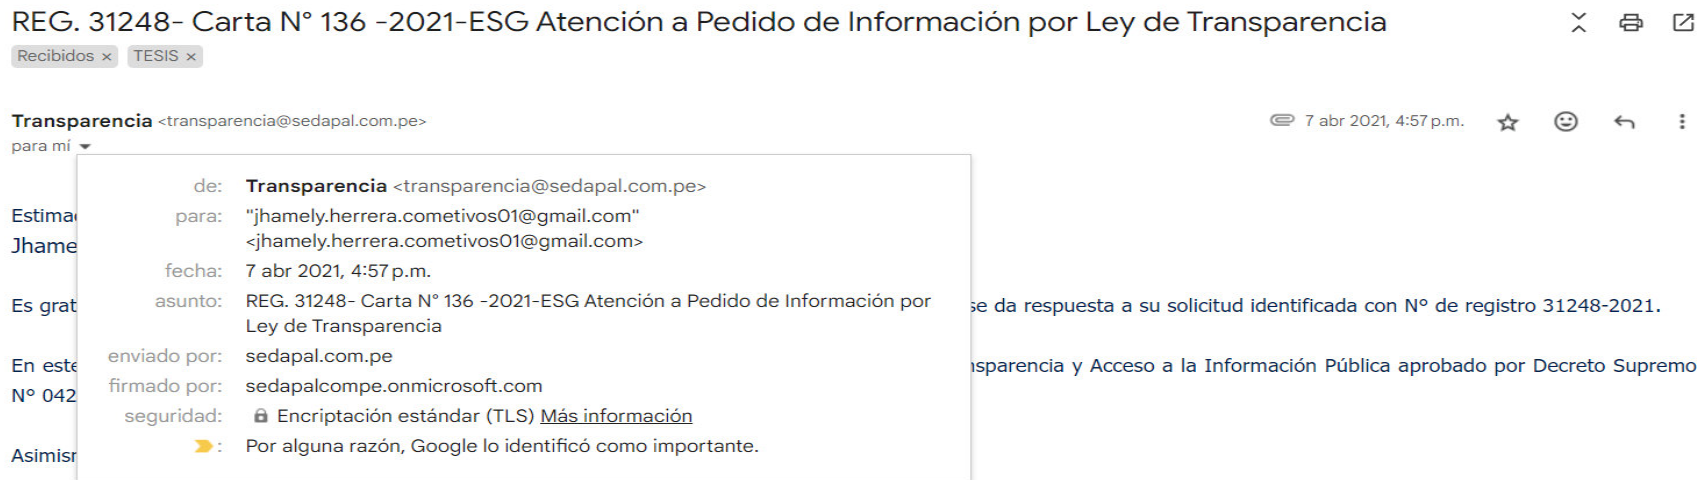 REG. 31248- Carta N° 136 -2021-ESG Atención a Pedido de Información por Ley de Transparencia
Recibidos × TESIS ×
Transparencia <transparencia@sedapal.com.pe> 7 abr 2021, 4:57 p.m.
para mí
de: Transparencia <transparencia@sedapal.com.pe>
para: "jhamely.herrera.cometivos01@gmail.com"
<jhamely.herrera.cometivos01@gmail.com>
fecha: 7 abr 2021, 4:57 p.m.
asunto: REG. 31248- Carta N° 136 -2021-ESG Atención a Pedido de Información por
Ley de Transparencia
enviado por: sedapal.com.pe
firmado por: sedapalcompe.onmicrosoft.com
seguridad: Encriptación estándar (TLS) Más información
: Por alguna razón, Google lo identificó como importante.
Jhame
Es grat se da respuesta a su solicitud identificada con N° de registro 31248-2021.
En este nsparencia y Acceso a la Información Pública aprobado por Decreto Supremo
N° 042